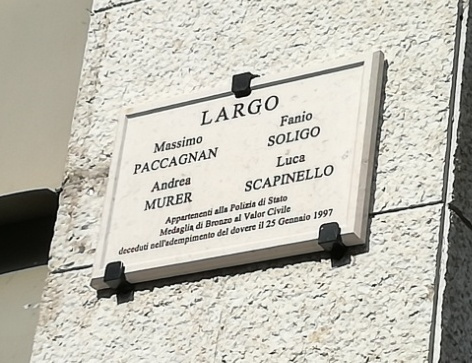 LARGO
Massimo
PACCAGNAN
Fanio
SOLIGO
Andrea
MURER
Luca
SCAPINELLO
Appartenenti alla Polizia di Stato
Medaglia di Bronzo al Valor Civile
deceduti nell'adempimento del dovere il 25 Gennaio 1997